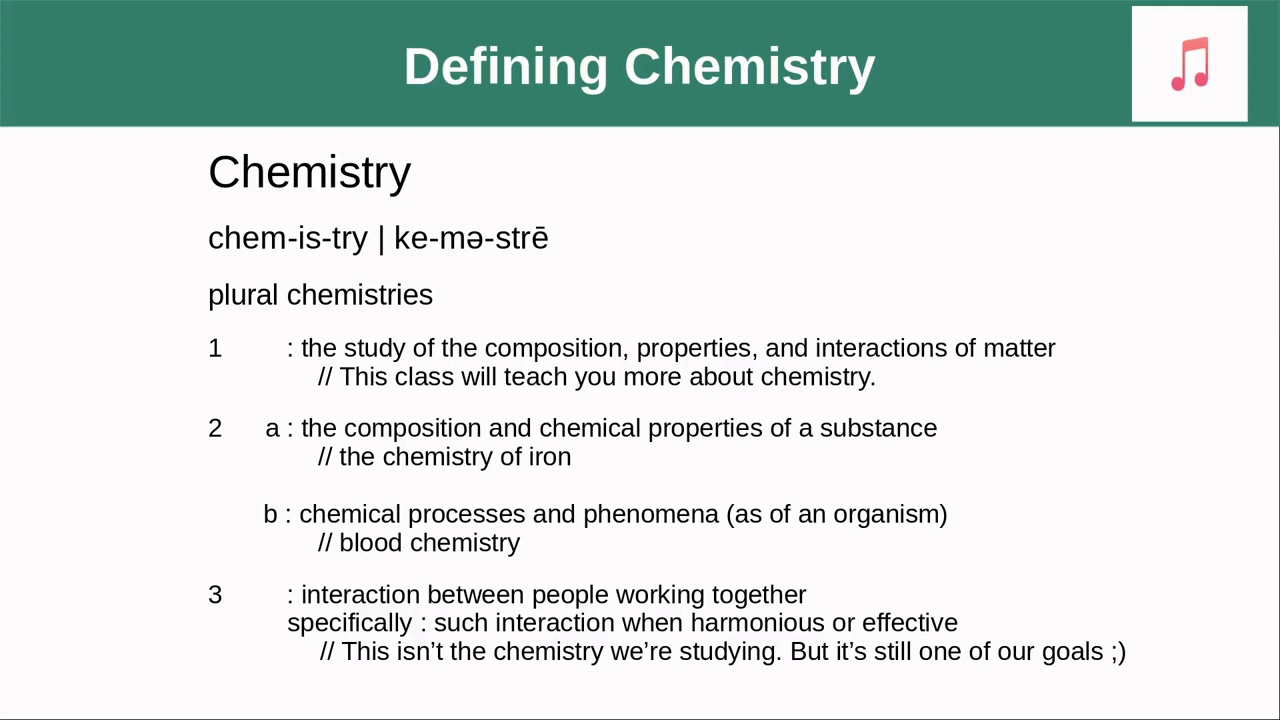 Defining Chemistry
Chemistry
chem-is-try | ke-mə-strē
plural chemistries
1 : the study of the composition, properties, and interactions of matter
// This class will teach you more about chemistry.
2 a : the composition and chemical properties of a substance
// the chemistry of iron
b : chemical processes and phenomena (as of an organism)
// blood chemistry
3 : interaction between people working together
specifically : such interaction when harmonious or effective
// This isn’t the chemistry we’re studying. But it’s still one of our goals ;)